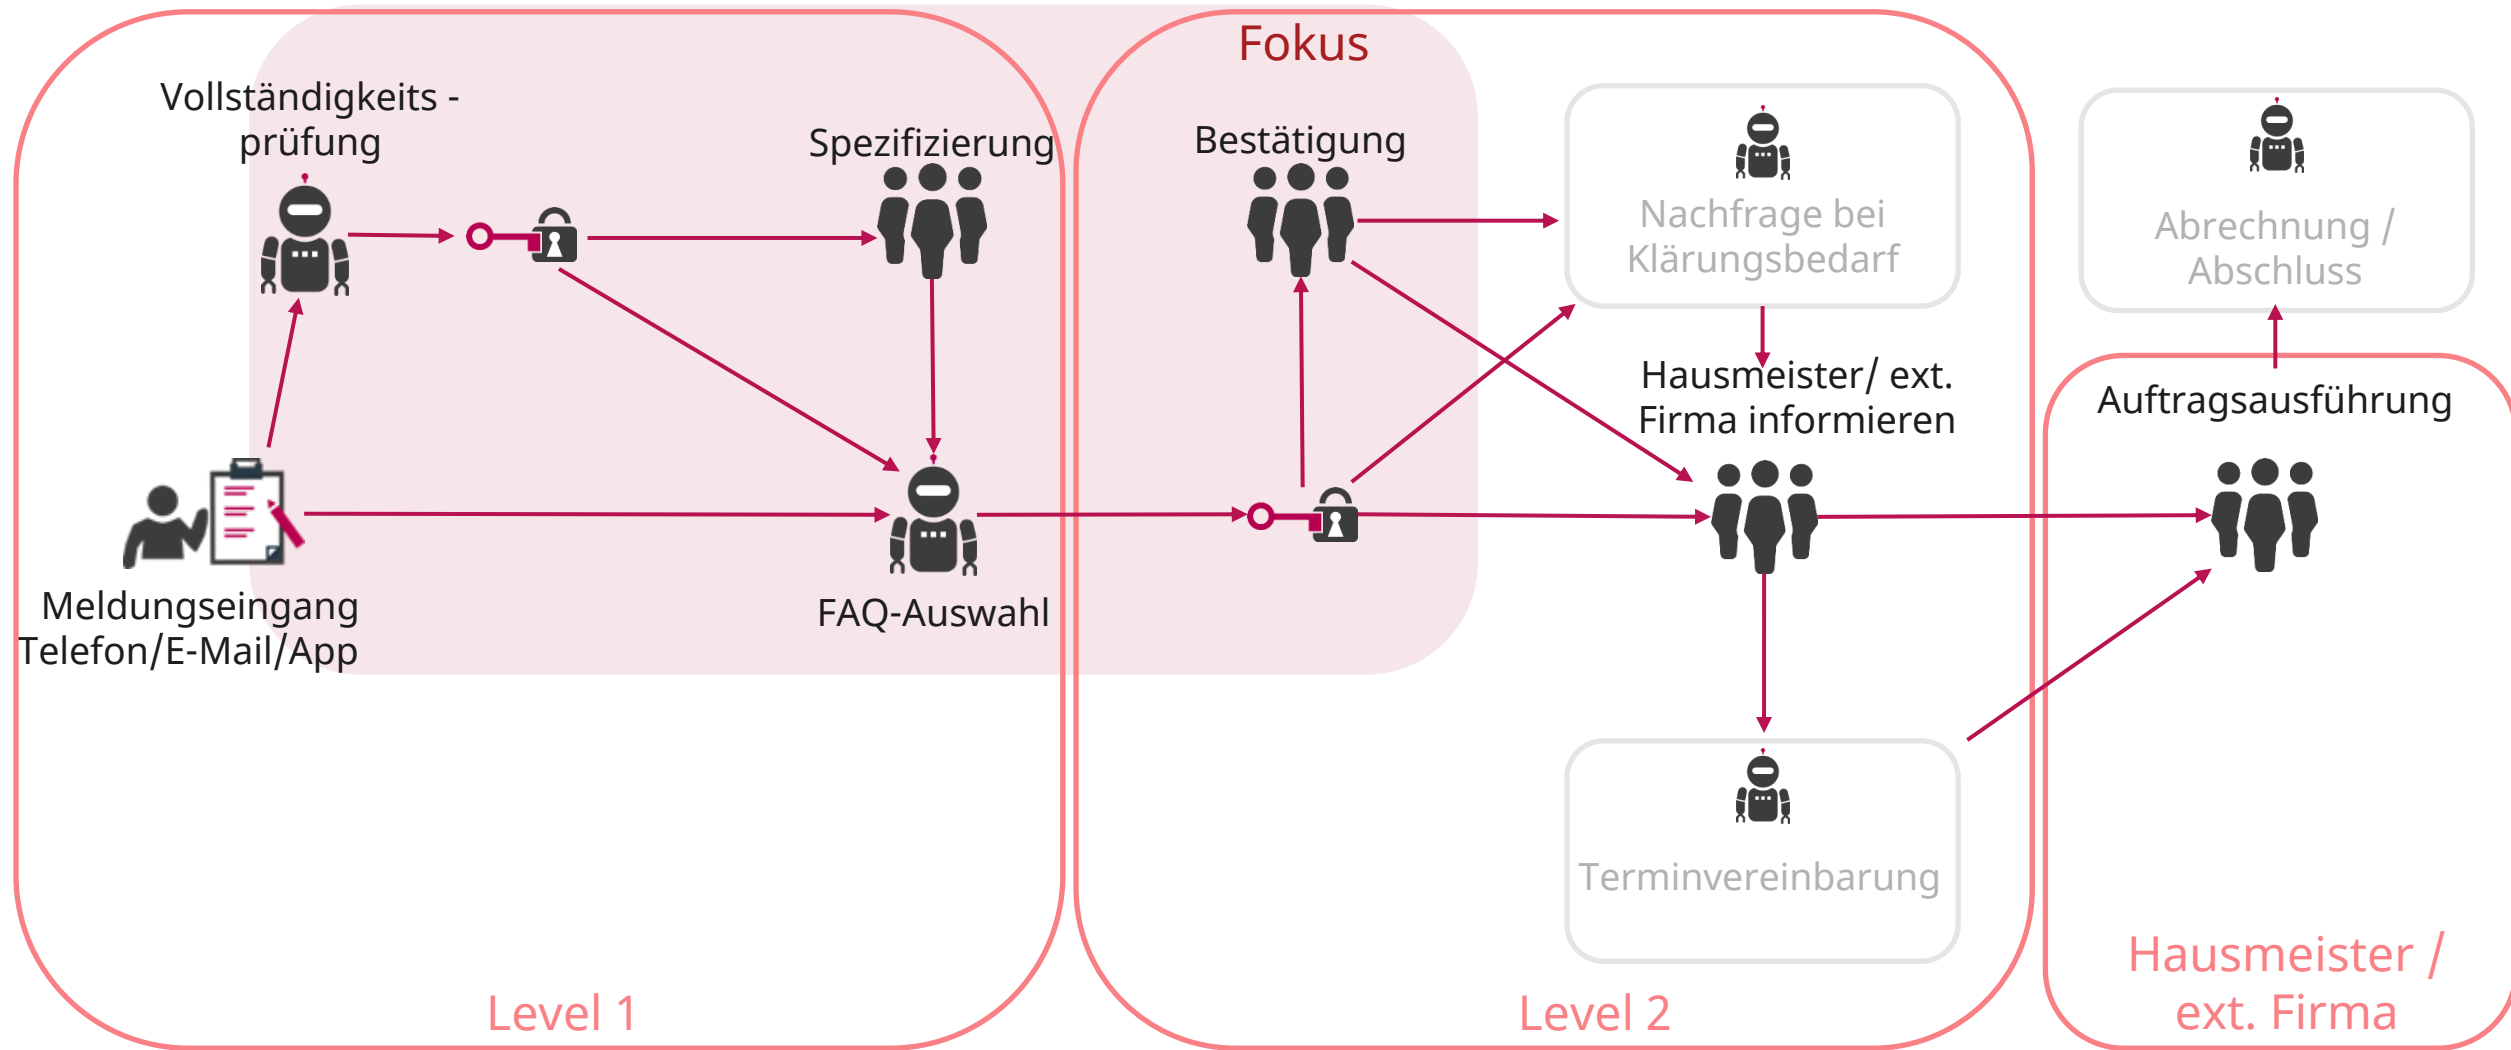 Fokus
Vollständigkeits -
prüfung
Spezifizierung
Bestätigung
Nachfrage bei
Klärungsbedarf
Abrechnung /
Abschluss
Hausmeister/ ext.
Firma informieren
Auftragsausführung
Meldungseingang
Telefon/E-Mail/App
FAQ-Auswahl
Terminvereinbarung
Level 1
Level 2
Hausmeister /
ext. Firma